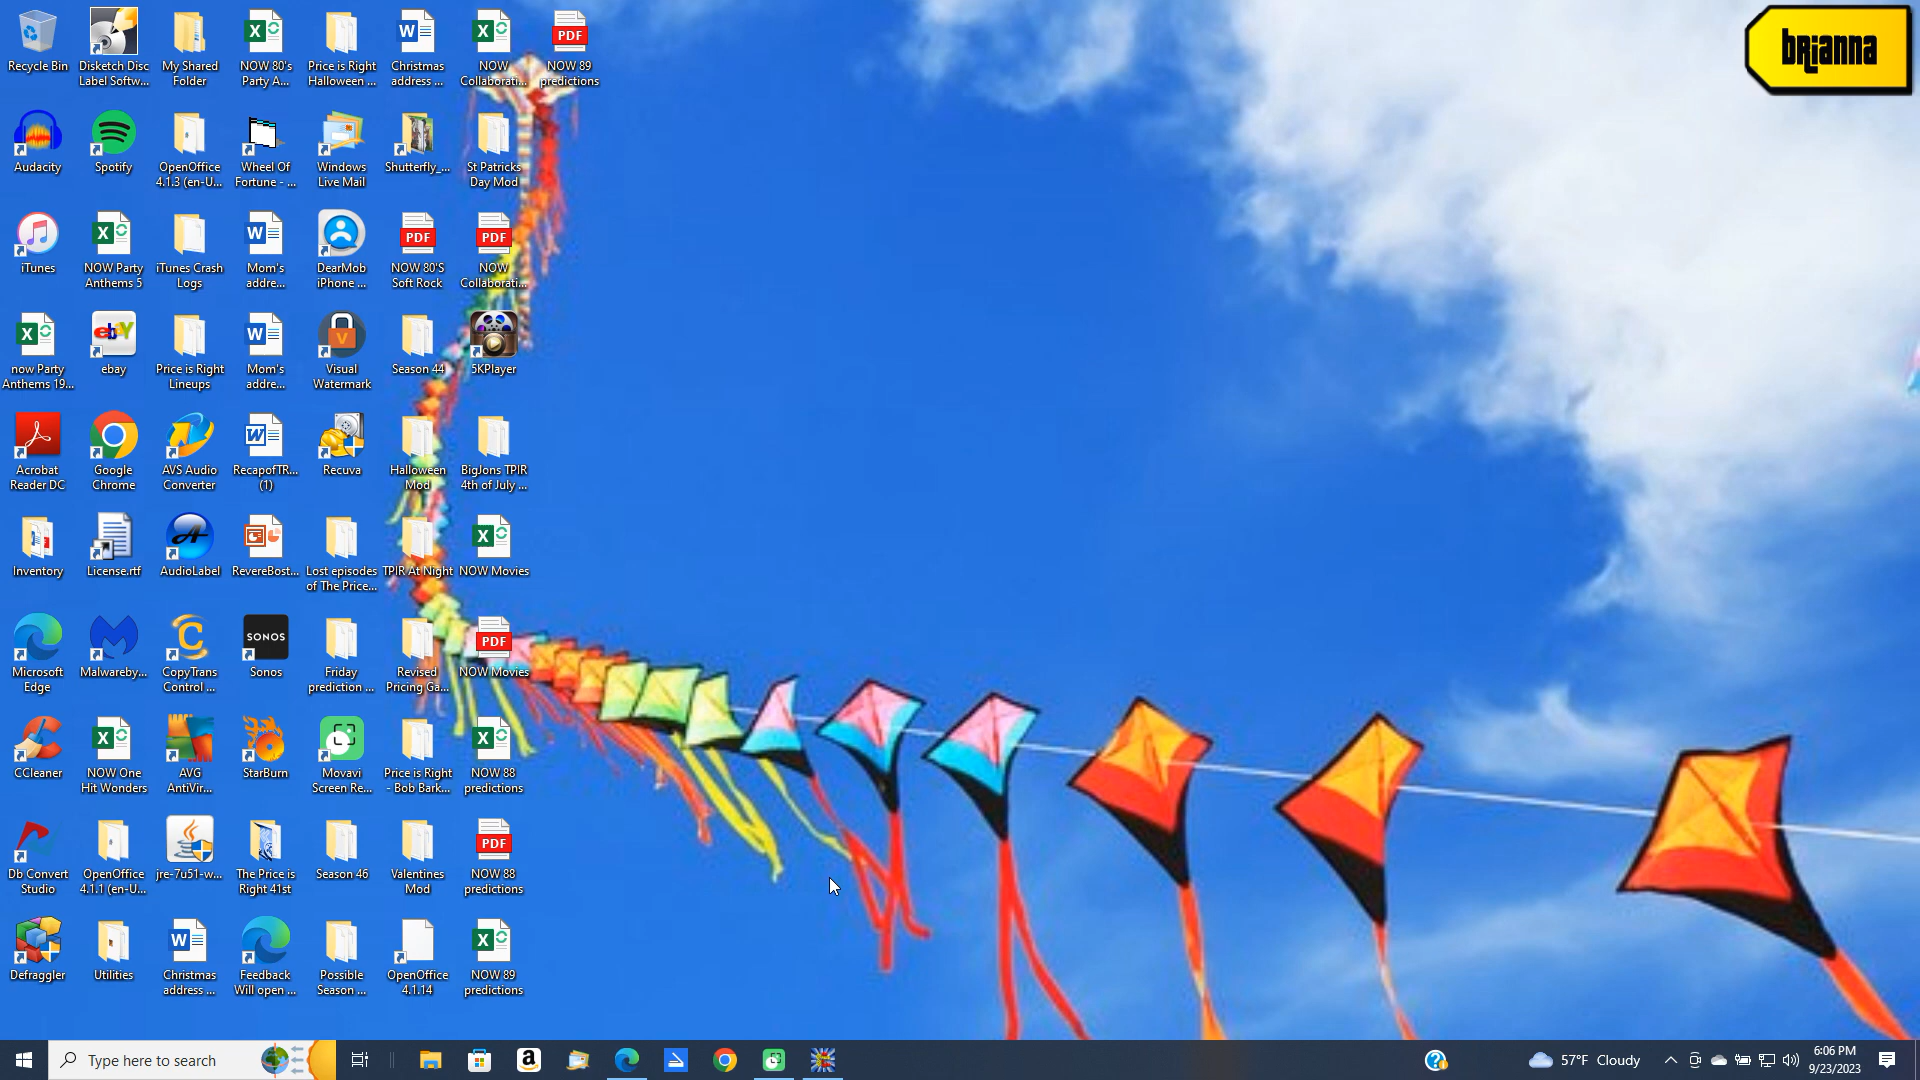 Recycle Bin
Disketch Disc
Label Softw...
My Shared
Folder
NOW 80's
Party A...
Price is Right
Halloween ...
Christmas
address ...
NOW
Collaborati...
PDF
NOW 89
predictions
brianna
Audacity
Spotify
OpenOffice
4.1.3 (en-U...
Wheel Of
Fortune - ...
Windows
Live Mail
Shutterfly_...
St Patricks
Day Mod
iTunes
NOW Party
Anthems 5
iTunes Crash
Logs
Mom's
addre...
DearMob
iPhone ...
PDF
NOW 80'S
Soft Rock
PDF
NOW
Collaborati...
now Party
Anthems 19...
ebay
ebay
Price is Right
Lineups
Mom's
addre...
Visual
Watermark
Season 44
5KPlayer
Acrobat
Reader DC
Google
Chrome
AVS Audio
Converter
RecapofTR...
(1)
Recuva
Halloween
Mod
BigJons TPIR
4th of July ...
Inventory
License.rtf
AudioLabel
RevereBost...
Lost episodes
of The Price...
TPIR At Night
NOW Movies
Microsoft
Edge
Malwareby...
CopyTrans
Control ...
SONOS
Sonos
Friday
prediction ...
Revised
Pricing Ga...
PDF
NOW Movies
CCleaner
NOW One
Hit Wonders
AVG
AntiVir...
StarBurn
Movavi
Screen Re...
Price is Right
- Bob Bark...
NOW 88
predictions
Db Convert
Studio
OpenOffice
4.1.1 (en-U...
jre-7u51-w...
The Price is
Right 41st
Season 46
Valentines
Mod
PDF
NOW 88
predictions
Defraggler
Utilities
Christmas
address ...
Feedback
Will open ...
Possible
Season ...
OpenOffice
4.1.14
NOW 89
predictions
Type here to search
57°F Cloudy
6:06 PM
9/23/2023